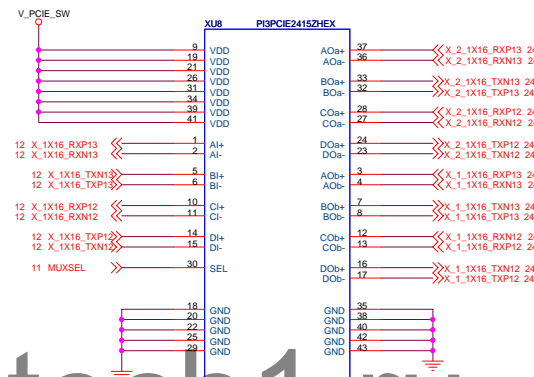 V_PCIE_SW
XU8 PI3PCIE2415ZHEX
9 VDD AOa+ 37 X_2_1X16_RXP13 24
19 VDD AOa- 36 X_2_1X16_RXN13 24
21 VDD
26 VDD BOa+ 33 X_2_1X16_TXN13 24
31 VDD BOa- 32 X_2_1X16_TXP13 24
34 VDD
39 VDD COa+ 28 X_2_1X16_RXP12 24
41 VDD COa- 27 X_2_1X16_RXN12 24
12 X_1X16_RXP13 1 AI+ DOa+ 24 X_2_1X16_TXP12 24
12 X_1X16_RXN13 2 AI- DOa- 23 X_2_1X16_TXN12 24
12 X_1X16_TXN13 5 BI+ AOb+ 3 X_1_1X16_RXP13 24
12 X_1X16_TXP13 6 BI- AOb- 4 X_1_1X16_RXN13 24
12 X_1X16_RXP12 10 CI+ BOb+ 7 X_1_1X16_TXN13 24
12 X_1X16_RXN12 11 CI- BOb- 8 X_1_1X16_TXP13 24
12 X_1X16_TXP12 14 DI+ COb+ 12 X_1_1X16_RXN12 24
12 X_1X16_TXN12 15 DI- COb- 13 X_1_1X16_RXP12 24
11 MUXSEL 30 SEL DOb+ 16 X_1_1X16_TXN12 24
DOb- 17 X_1_1X16_TXP12 24
18 GND GND 35
20 GND GND 38
22 GND GND 40
25 GND GND 42
29 GND GND 43